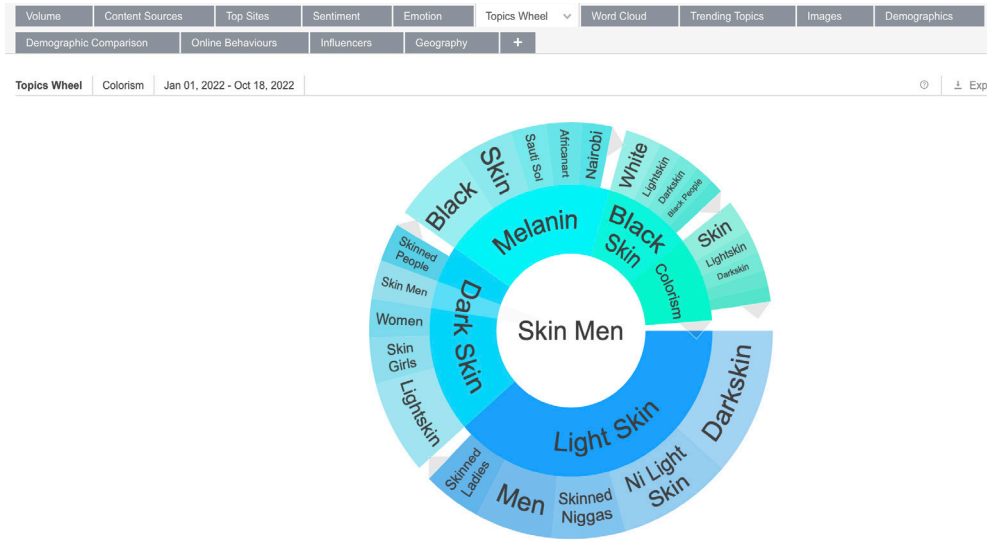 Volume
Content Sources
Top Sites
Sentiment
Emotion
Topics Wheel
Word Cloud
Trending Topics
Images
Demographics
Demographic Comparison
Online Behaviours
Influencers
Geography
+
Topics Wheel
Colorism
Jan 01, 2022 - Oct 18, 2022
Exp
Skin Men
Melanin
Black
Skin
Sauti Sol
Africanart
Nairobi
Black
Skin
White
Lightskin
Darkskin
Black People
Colorism
Skin
Lightskin
Darkskin
Light Skin
Darkskin
Ni Light
Skin
Skinned
Niggas
Men
Skinned
Ladies
Dark Skin
Lightskin
Skin
Girls
Women
Skin Men
Skinned
People